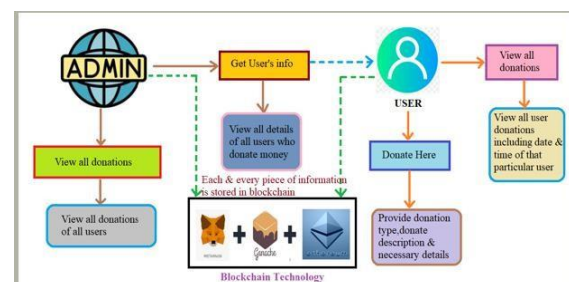 ADMIN
Get User's info
USER
View all
donations
View all details
of all users who
donate money
View all user
donations
including date &
time of that
particular user
View all donations
Donate Here
Each & every piece of information
is stored in blockchain
View all donations
of all users
Ganache
Provide donation
type,donate
description &
necessary details
Blockchain Technology